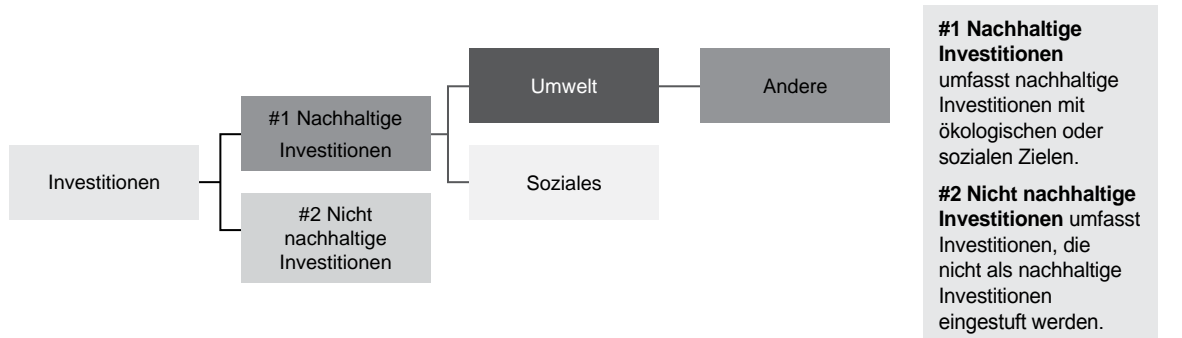 Investitionen
#1 Nachhaltige
Investitionen
#2 Nicht
nachhaltige
Investitionen
Umwelt
Soziales
Andere
#1 Nachhaltige
Investitionen
umfasst nachhaltige
Investitionen mit
ökologischen oder
sozialen Zielen.
#2 Nicht nachhaltige
Investitionen umfasst
Investitionen, die
nicht als nachhaltige
Investitionen
eingestuft werden.